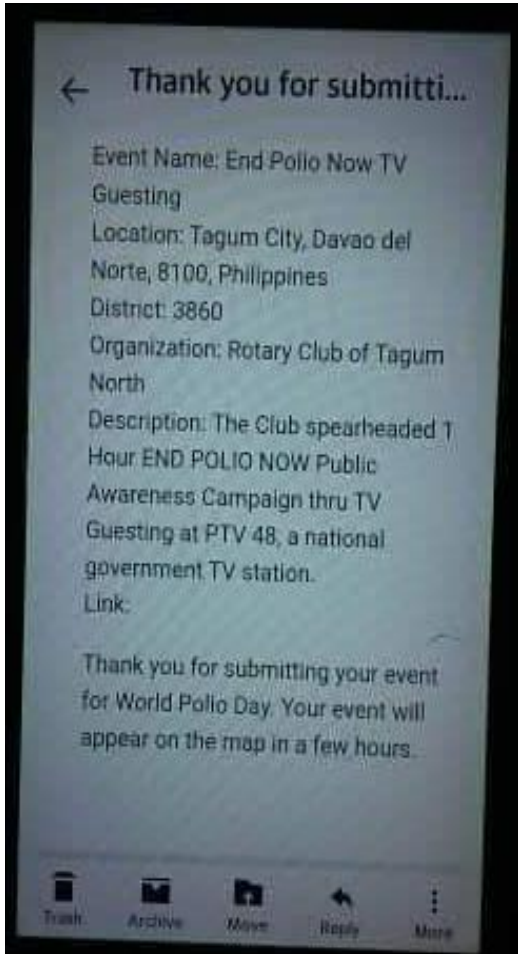 Thank you for submitti...
Event Name: End Polio Now TV
Guesting
Location: Tagum City, Davao del
Norte, 8100, Philippines
District: 3860
Organization: Rotary Club of Tagum
North
Description: The Club spearheaded 1
Hour END POLIO NOW Public
Awareness Campaign thru TV
Guesting at PTV 48, a national
government TV station.
Link:
Thank you for submitting your event
for World Polio Day. Your event will
appear on the map in a few hours.
Trash Archive Move Reply More